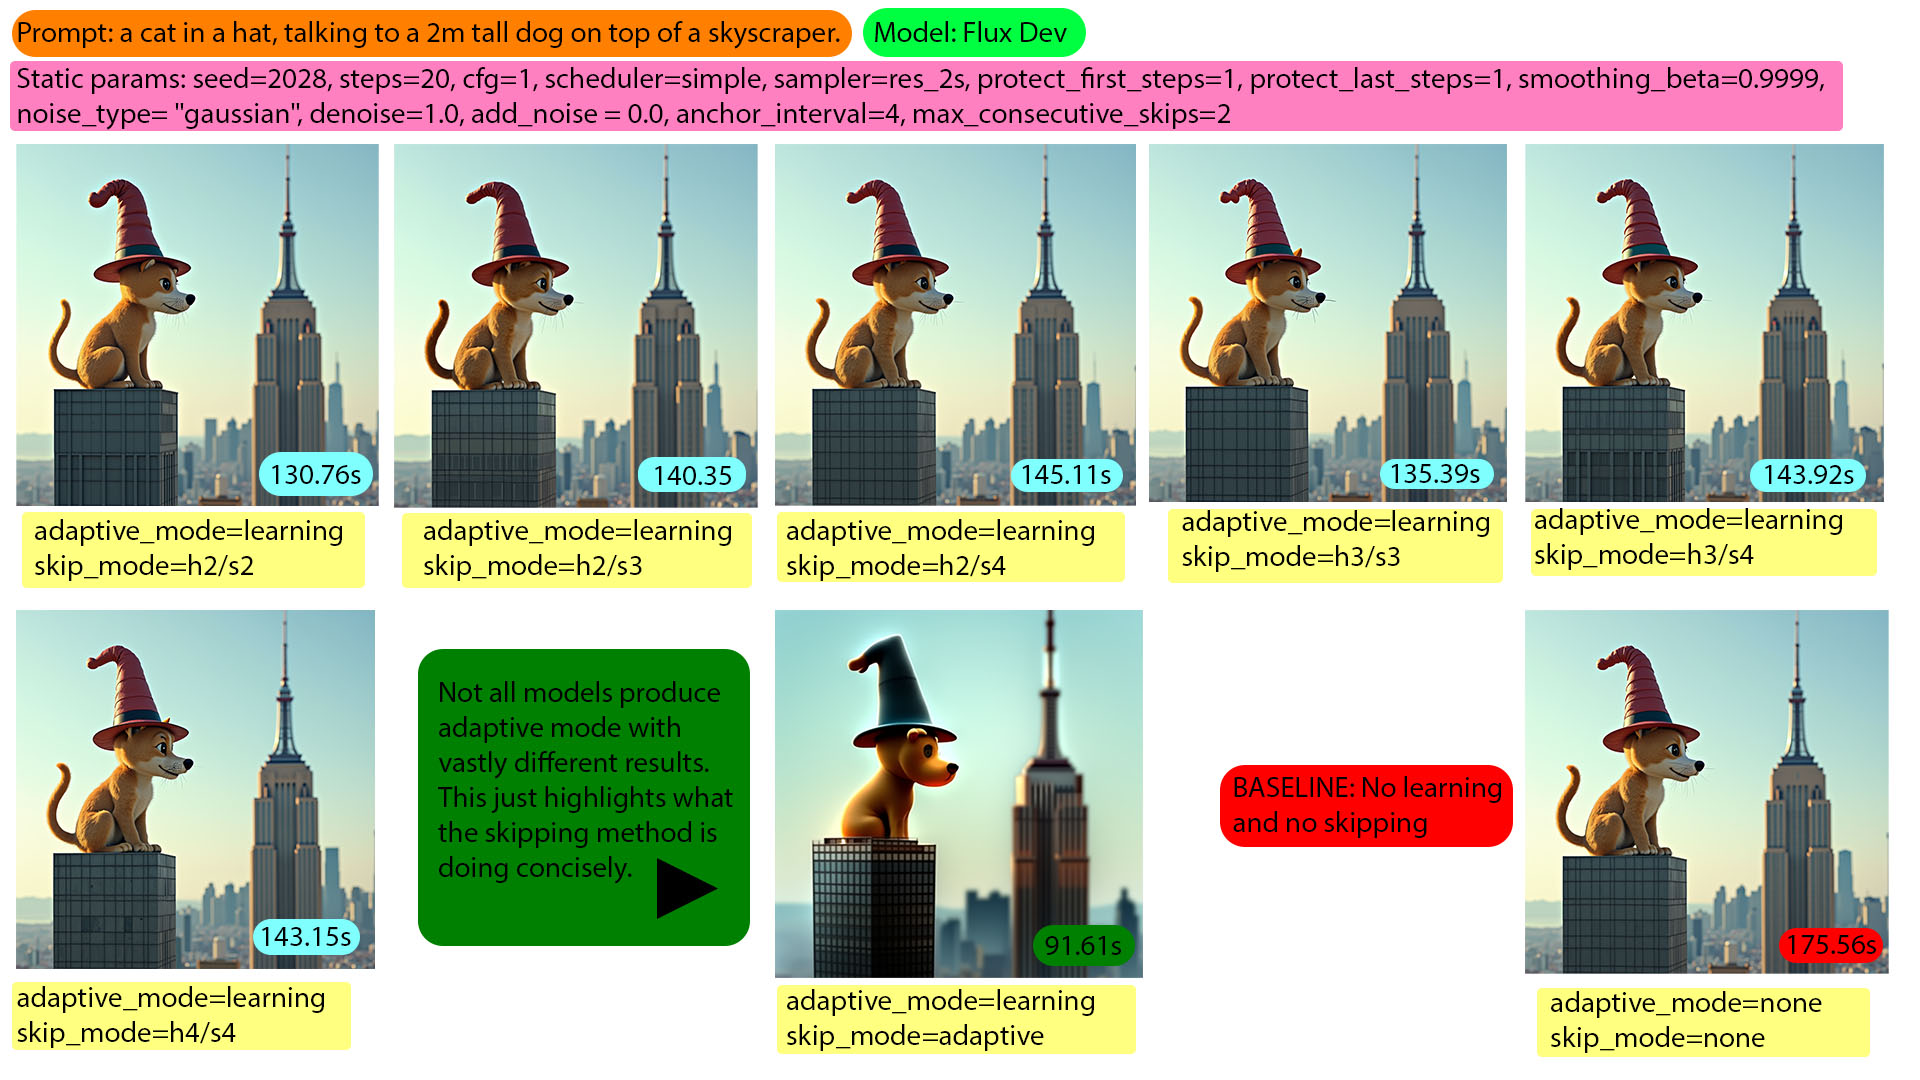 Prompt: a cat in a hat, talking to a 2m tall dog on top of a skyscraper.
Model: Flux Dev
Static params: seed=2028, steps=20, cfg=1, scheduler=simple, sampler=res_2s, protect_first_steps=1, protect_last_steps=1, smoothing_beta=0.9999,
noise_type= "gaussian", denoise=1.0, add_noise = 0.0, anchor_interval=4, max_consecutive_skips=2
130.76s
140.35
145.11s
135.39s
143.92s
adaptive_mode=learning
skip_mode=h2/s2
adaptive_mode=learning
skip_mode=h2/s3
adaptive_mode=learning
skip_mode=h2/s4
adaptive_mode=learning
skip_mode=h3/s3
adaptive_mode=learning
skip_mode=h3/s4
143.15s
adaptive_mode=learning
skip_mode=h4/s4
Not all models produce
adaptive mode with
vastly different results.
This just highlights what
the skipping method is
doing concisely.
91.61s
adaptive_mode=learning
skip_mode=adaptive
BASELINE: No learning
and no skipping
175.56s
adaptive_mode=none
skip_mode=none